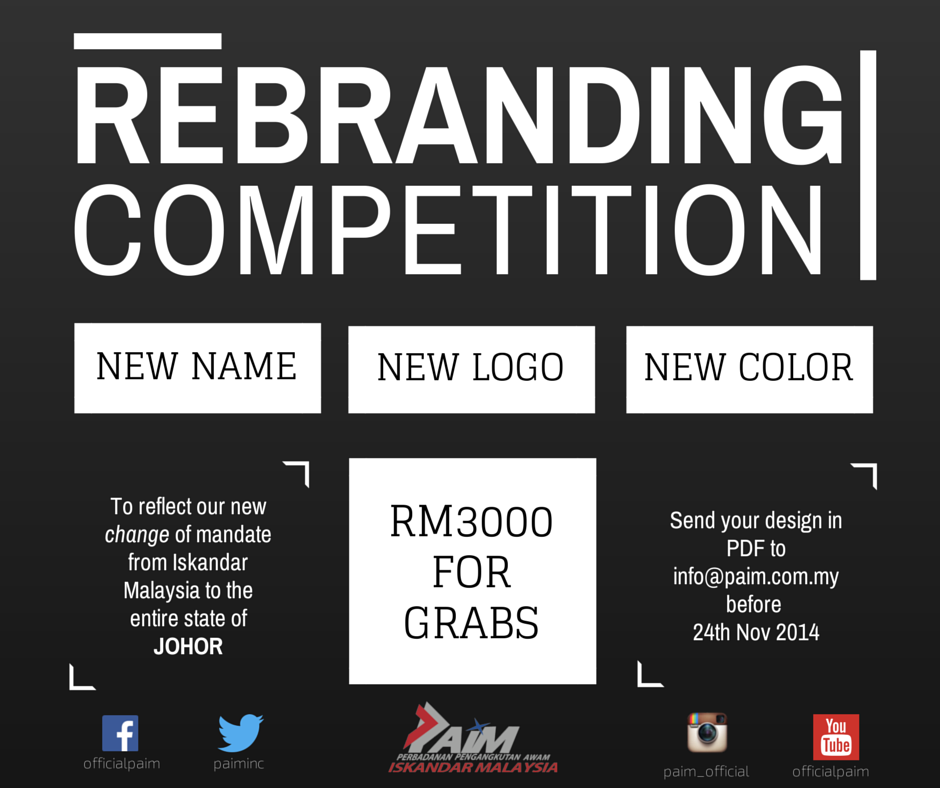 REBRANDING
COMPETITION
NEW NAME
NEW LOGO
NEW COLOR
To reflect our new
change of mandate
from Iskandar
Malaysia to the
entire state of
JOHOR
RM3000
FOR
GRABS
Send your design in
PDF to
info@paim.com.my
before
24th Nov 2014
officialpaim
paiminc
PAIM
PERBADANAN PENGANGKUTAN AWAM
ISKANDAR MALAYSIA
paim_official
You
Tube
officialpaim